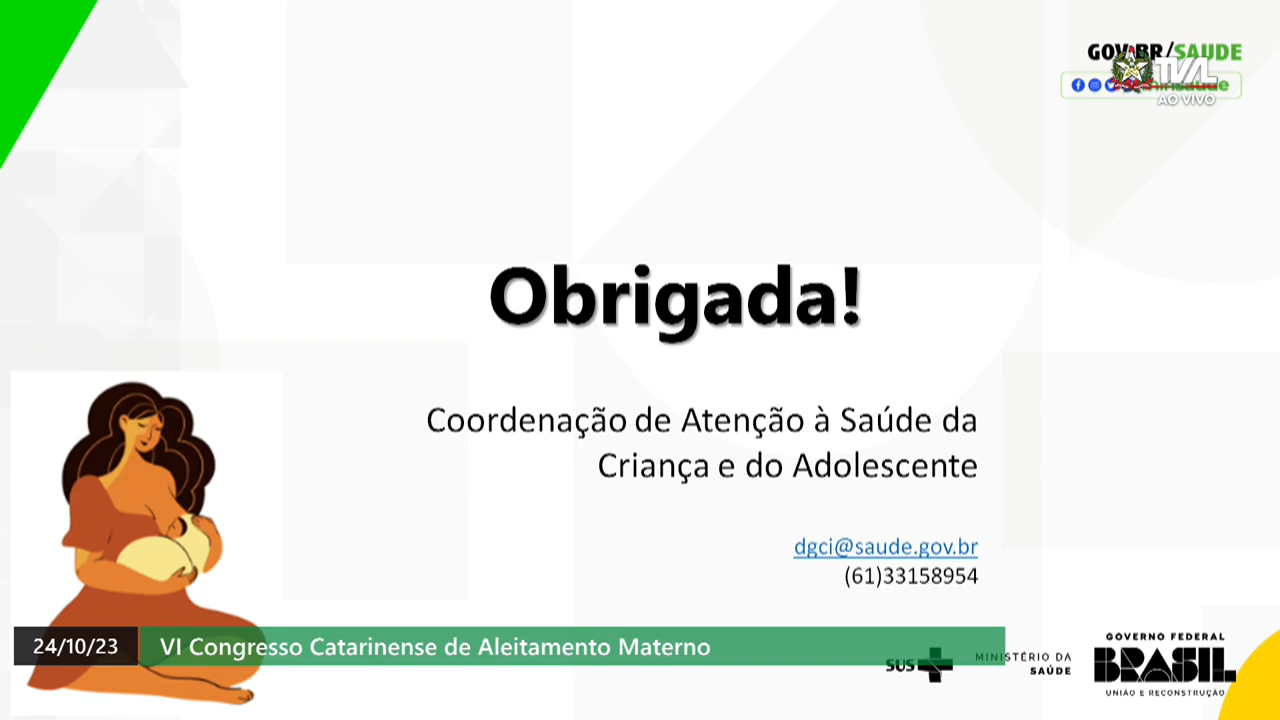 GOV.BR/SAUDE
minsaude
TVAL
AO VIVO
Obrigada!
Coordenação de Atenção à Saúde da
Criança e do Adolescente
dgci@saude.gov.br
(61)33158954
24/10/23
VI Congresso Catarinense de Aleitamento Materno
SUS
MINISTÉRIO DA
SAÚDE
GOVERNO FEDERAL
BRASIL
UNIÃO E RECONSTRUÇÃO